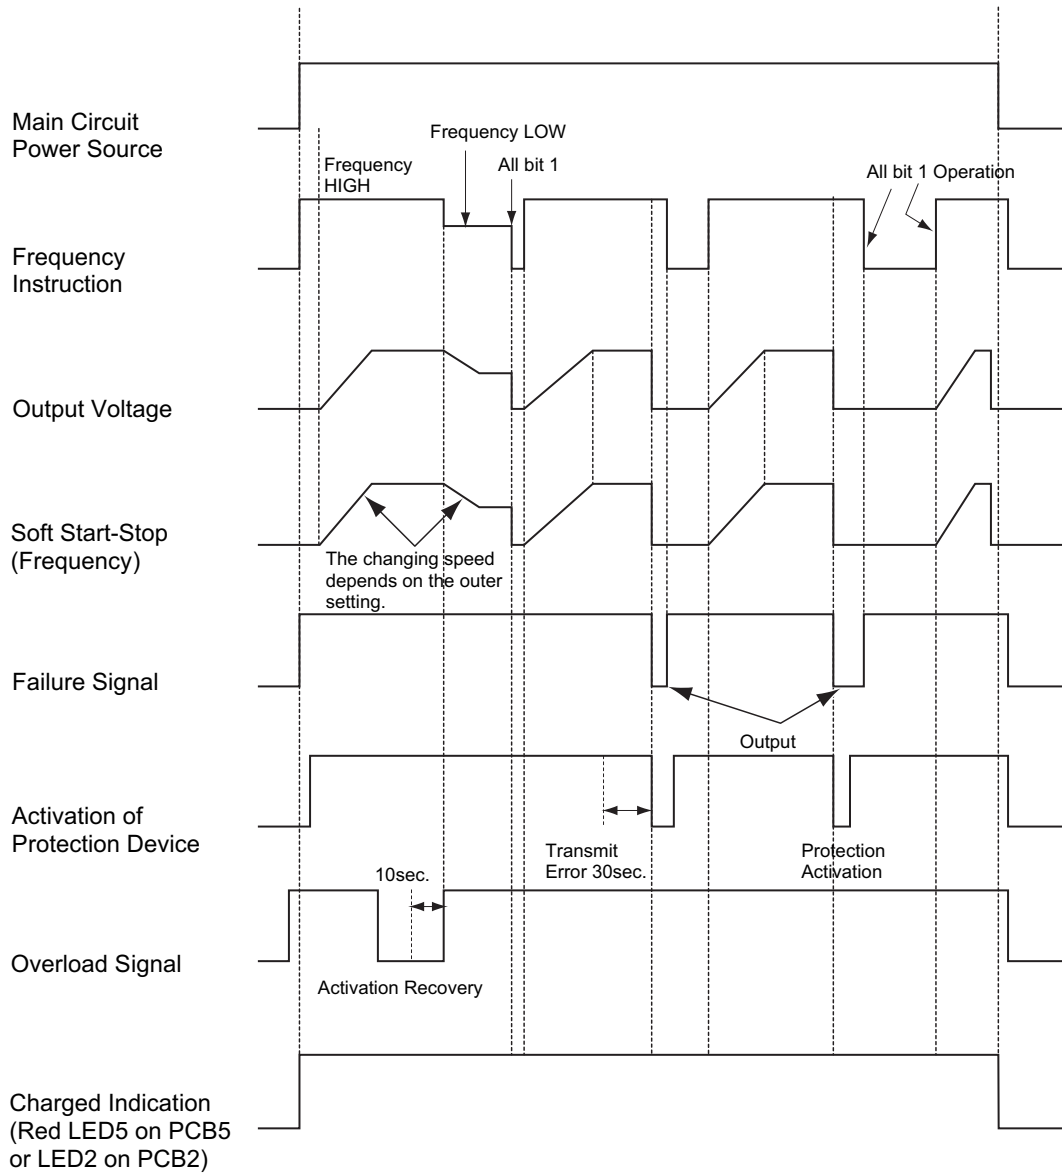 Main Circuit
Power Source
Frequency LOW
Frequency
HIGH
All bit 1
All bit 1 Operation
Frequency
Instruction
Output Voltage
Soft Start-Stop
(Frequency)
The changing speed
depends on the outer
setting.
Failure Signal
Output
Activation of
Protection Device
Transmit
Error 30sec.
Protection
Activation
10sec.
Overload Signal
Activation Recovery
Charged Indication
(Red LED5 on PCB5
or LED2 on PCB2)